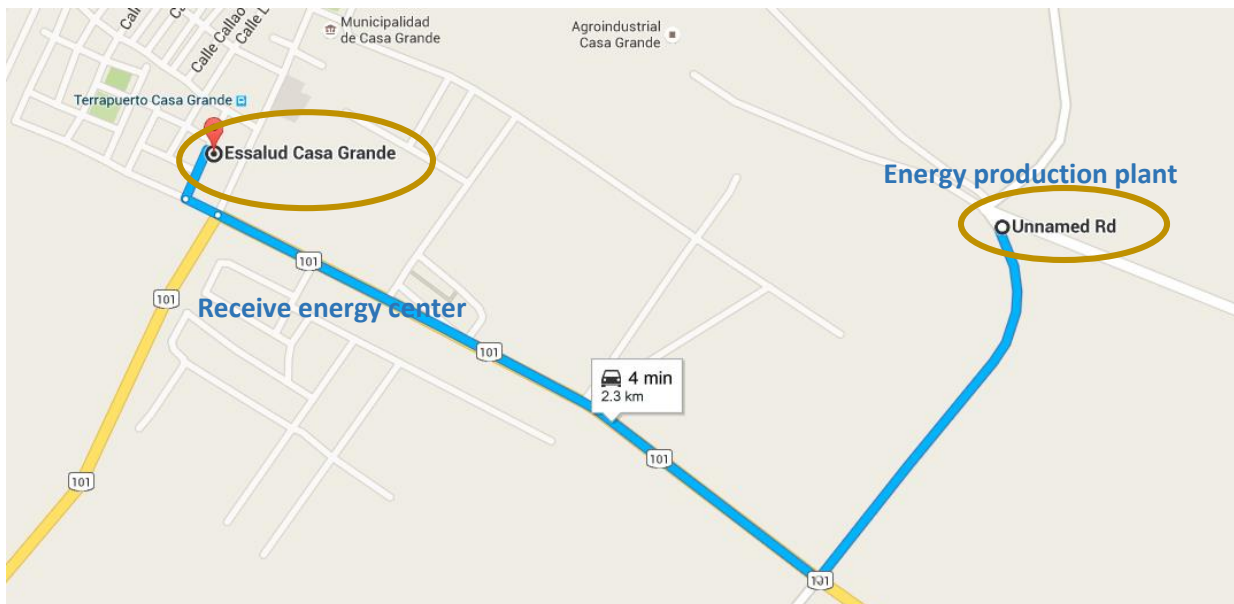 Calle Callao
Municipalidad
de Casa Grande
Agroindustrial
Casa Grande
Terrapuerto Casa Grande
Essalud Casa Grande
Energy production plant
Unnamed Rd
101
101
Receive energy center
101
4 min
2.3 km
101
101
101